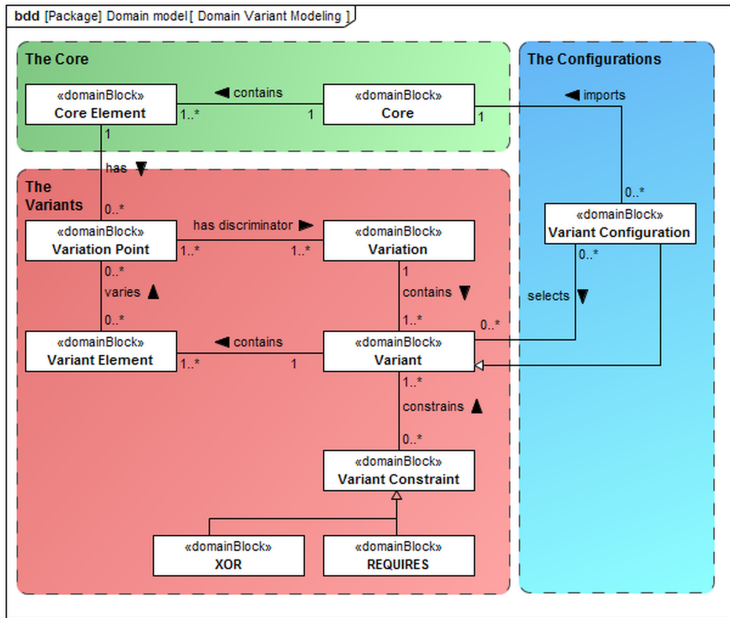 bdd [Package] Domain model[ Domain Variant Modeling ]
The Core
The Configurations
«domainBlock»
Core Element
contains
1..*
1
«domainBlock»
Core
1
imports
1
has
0..*
0..*
The
Variants
«domainBlock»
Variation Point
has discriminator
1..*
1..*
«domainBlock»
Variation
«domainBlock»
Variant Configuration
0..*
varies
0..*
1
contains
1..*
0..*
selects
0..*
«domainBlock»
Variant Element
contains
1..*
1
«domainBlock»
Variant
1..*
constrains
0..*
«domainBlock»
Variant Constraint
«domainBlock»
XOR
«domainBlock»
REQUIRES